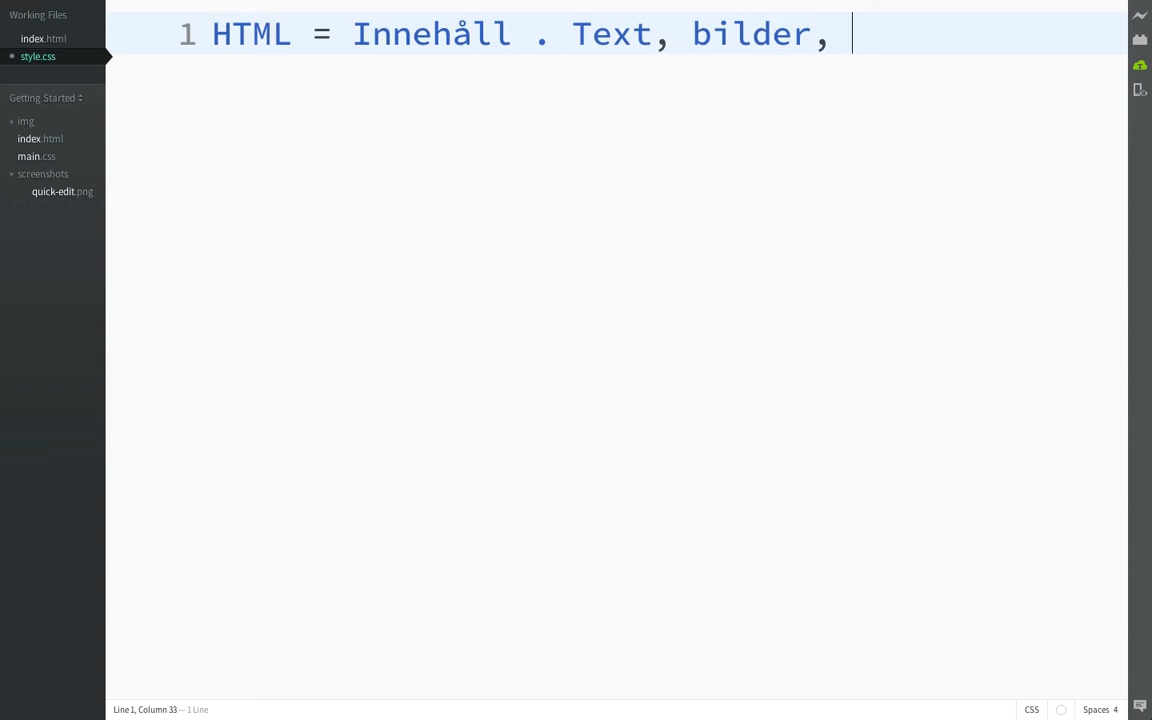 Working Files
index.html
style.css
Getting Started
img
index.html
main.css
screenshots
quick-edit.png
1 HTML = Innehåll . Text, bilder,
Line 1, Column 33 — 1 Line
CSS
Spaces 4